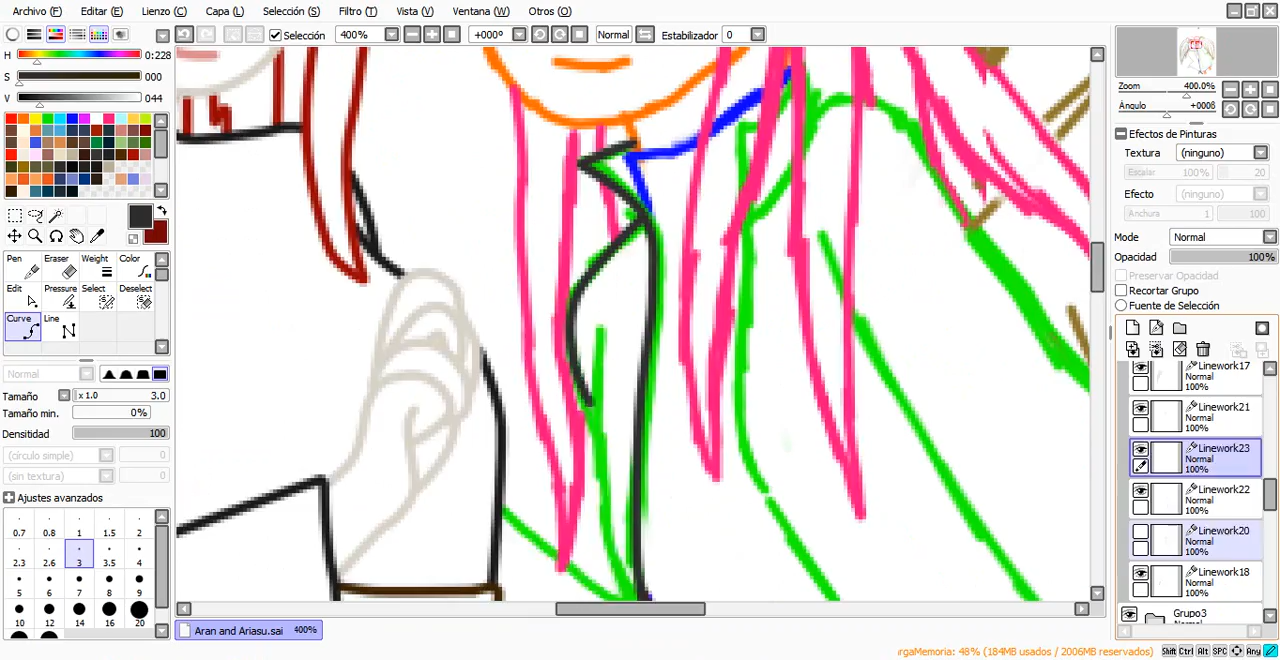 Archivo (F) Editar (E) Lienzo (C) Capa (L) Selección (S) Filtro (T) Vista (V) Ventana (W) Otros (O)
Selección 400% +000º Normal Estabilizador 0
H 0:228
S 000
V 044
Pen Eraser Weight Color
Edit Pressure Select Deselect
Curve Line
Normal
Tamaño x 1.0 3.0
Tamaño min. 0%
Densitidad 100
(círculo simple) 0
(sin textura) 0
Ajustes avanzados
0.7 0.8 1 1.5 2
2.3 2.6 3 3.5 4
5 6 7 8 9
10 12 14 16 20
Aran and Ariasu.sai 400%
Zoom 400.0%
Ángulo
Efectos de Pinturas
Textura (ninguno)
Escalar 100% 20
Efecto (ninguno)
Anchura 1 100
Mode Normal
Opacidad 100%
Preservar Opacidad
Recortar Grupo
Fuente de Selección
Linework17
Normal
100%
Linework21
Normal
100%
Linework23
Normal
100%
Linework22
Normal
100%
Linework20
Normal
100%
Linework18
Normal
100%
Grupo3
rgaMemoria: 48% (184MB usados / 2006MB reservados) Shift Ctrl Alt SPC Any